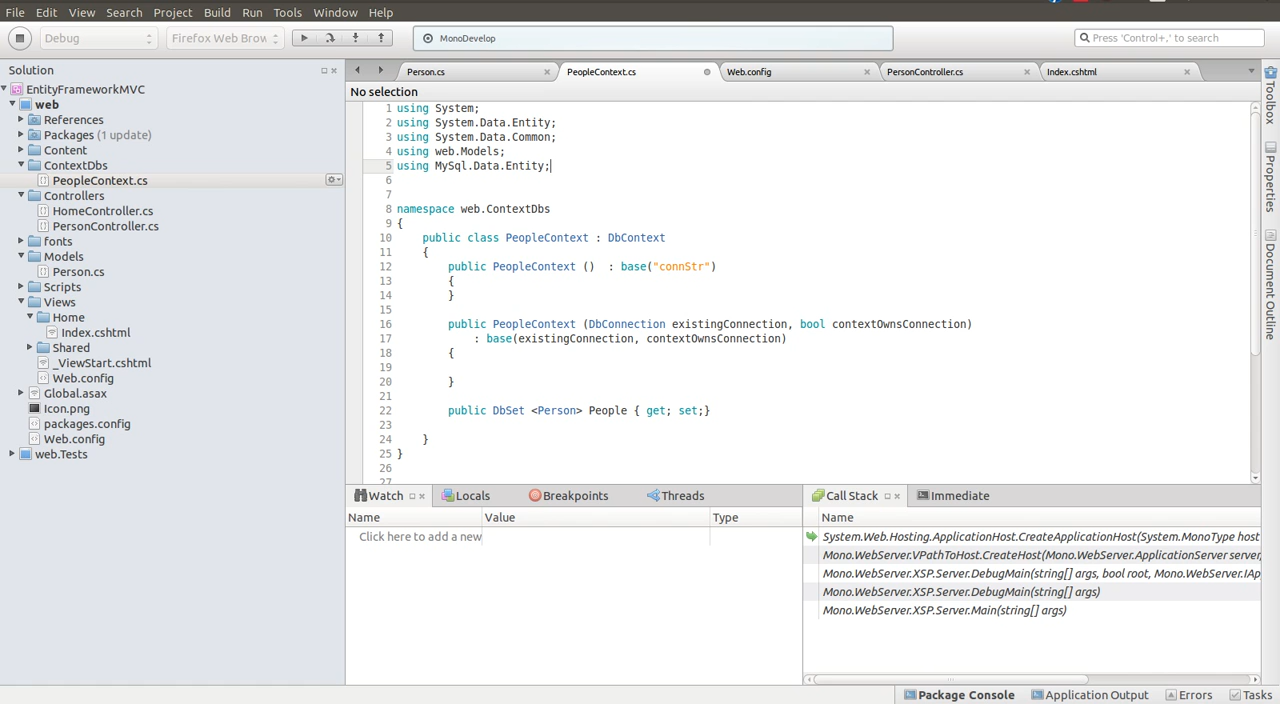 File Edit View Search Project Build Run Tools Window Help
Debug Firefox Web Brow MonoDevelop Press 'Control+,' to search
Solution
Person.cs PeopleContext.cs Web.config PersonController.cs Index.cshtml
No selection
EntityFrameworkMVC
web
References
Packages (1 update)
Content
ContextDbs
PeopleContext.cs
Controllers
HomeController.cs
PersonController.cs
fonts
Models
Person.cs
Scripts
Views
Home
Index.cshtml
Shared
_ViewStart.cshtml
Web.config
Global.asax
Icon.png
packages.config
Web.config
web.Tests
1 using System;
2 using System.Data.Entity;
3 using System.Data.Common;
4 using web.Models;
5 using MySql.Data.Entity;
6
7
8 namespace web.ContextDbs
9 {
10 public class PeopleContext : DbContext
11 {
12 public PeopleContext () : base("connStr")
13 {
14 }
15
16 public PeopleContext (DbConnection existingConnection, bool contextOwnsConnection)
17 : base(existingConnection, contextOwnsConnection)
18 {
19
20 }
21
22 public DbSet <Person> People { get; set;}
23
24 }
25 }
26
27
Toolbox
Properties
Document Outline
Watch Locals Breakpoints Threads
Name Value Type
Click here to add a new
Call Stack Immediate
Name
System.Web.Hosting.ApplicationHost.CreateApplicationHost(System.MonoType host
Mono.WebServer.VPathToHost.CreateHost(Mono.WebServer.ApplicationServer server,
Mono.WebServer.XSP.Server.DebugMain(string[] args, bool root, Mono.WebServer.IAp
Mono.WebServer.XSP.Server.DebugMain(string[] args)
Mono.WebServer.XSP.Server.Main(string[] args)
Package Console Application Output Errors Tasks